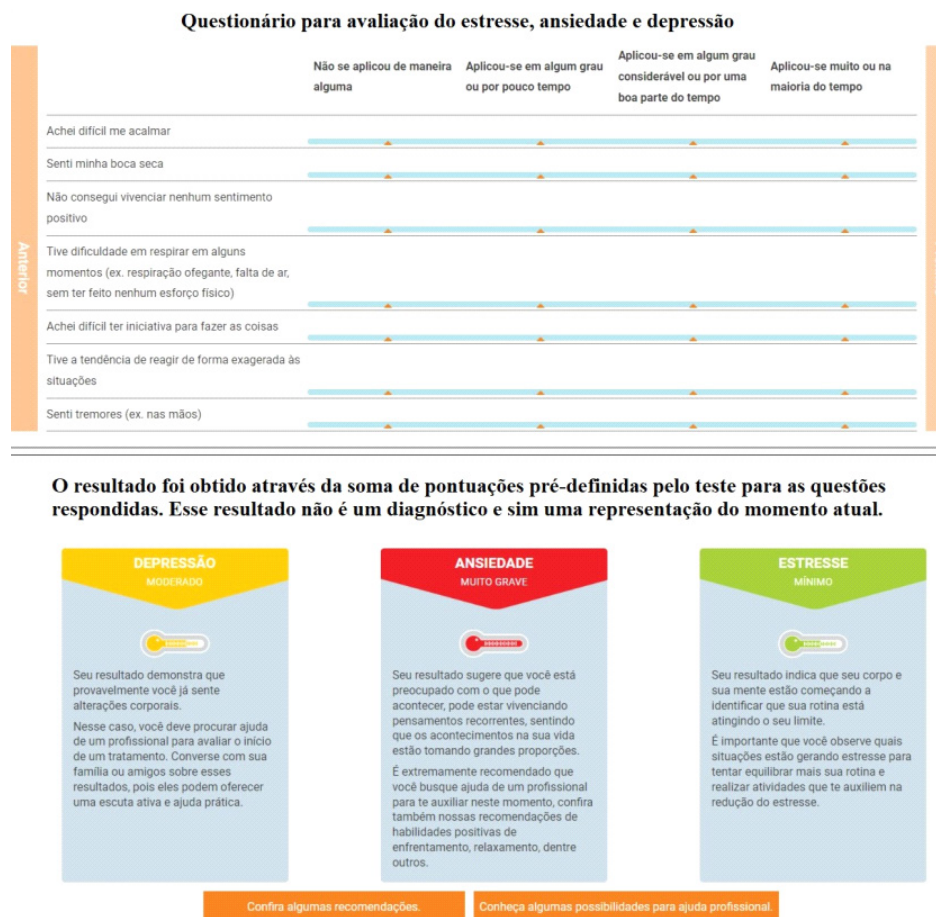 Questionário para avaliação do estresse, ansiedade e depressão
Não se aplicou de maneira
alguma
Aplicou-se em algum grau
ou por pouco tempo
Aplicou-se em algum grau
considerável ou por uma
boa parte do tempo
Aplicou-se muito ou na
maioria do tempo
Anterior
Achei difícil me acalmar
Senti minha boca seca
Não consegui vivenciar nenhum sentimento
positivo
Tive dificuldade em respirar em alguns
momentos (ex. respiração ofegante, falta de ar,
sem ter feito nenhum esforço físico)
Achei difícil ter iniciativa para fazer as coisas
Tive a tendência de reagir de forma exagerada às
situações
Senti tremores (ex. nas mãos)
O resultado foi obtido através da soma de pontuações pré-definidas pelo teste para as questões
respondidas. Esse resultado não é um diagnóstico e sim uma representação do momento atual.
DEPRESSÃO
MODERADO
Seu resultado demonstra que
provavelmente você já sente
alterações corporais.
Nesse caso, você deve procurar ajuda
de um profissional para avaliar o início
de um tratamento. Converse com sua
família ou amigos sobre esses
resultados, pois eles podem oferecer
uma escuta ativa e ajuda prática.
ANSIEDADE
MUITO GRAVE
Seu resultado sugere que você está
preocupado com o que pode
acontecer, pode estar vivenciando
pensamentos recorrentes, sentindo
que os acontecimentos na sua vida
estão tomando grandes proporções.
É extremamente recomendado que
você busque ajuda de um profissional
para te auxiliar neste momento, confira
também nossas recomendações de
habilidades positivas de
enfrentamento, relaxamento, dentre
outros.
ESTRESSE
MÍNIMO
Seu resultado indica que seu corpo e
sua mente estão começando a
identificar que sua rotina está
atingindo o seu limite.
É importante que você observe quais
situações estão gerando estresse para
tentar equilibrar mais sua rotina e
realizar atividades que te auxiliem na
redução do estresse.
Confira algumas recomendações.
Conheça algumas possibilidades para ajuda profissional.